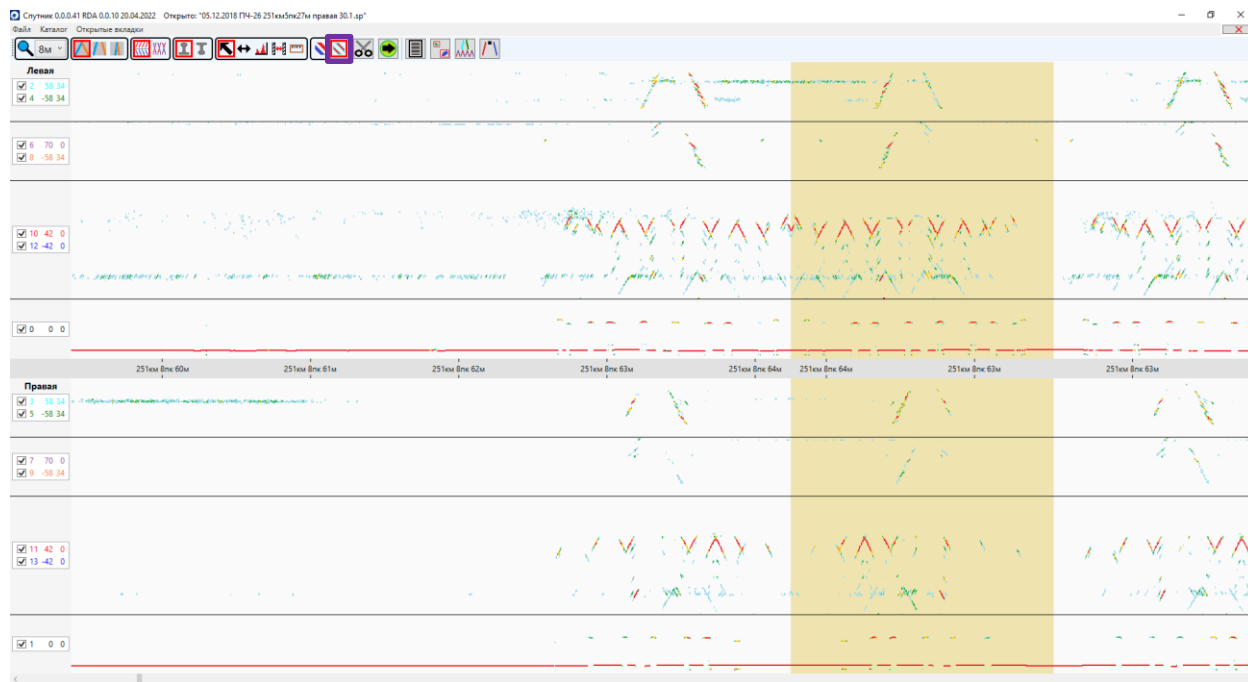 Спутник 0.0.0.41 RDA 0.0.10 20.04.2022 Открыто: "05.12.2018 ПЧ-26 251км5пк27м правая 30.1.sp"
Файл Каталог Открытые вкладки
8м
Левая
2 58 34
4 -58 34
6 70 0
8 -58 34
10 42 0
12 -42 0
0 0 0
251км 8пк 60м 251км 8пк 61м 251км 8пк 62м 251км 8пк 63м 251км 8пк 64м 251км 8пк 64м 251км 8пк 63м 251км 8пк 63м
Правая
3 58 34
5 -58 34
7 70 0
9 -58 34
11 42 0
13 -42 0
1 0 0